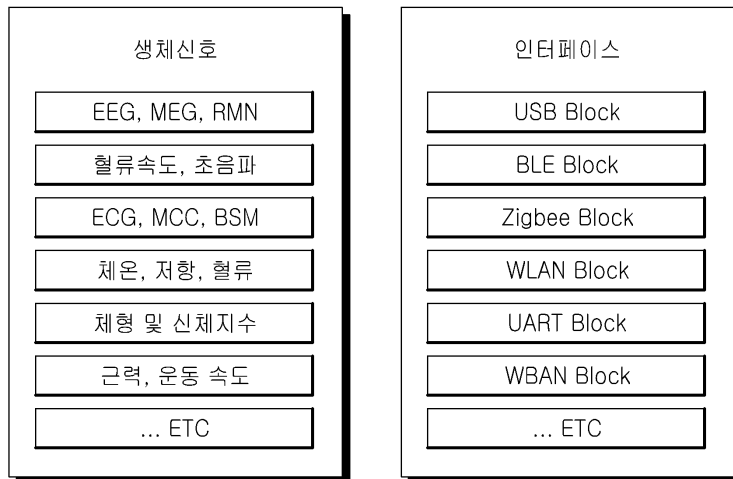 생체신호
EEG, MEG, RMN
혈류속도, 초음파
ECG, MCC, BSM
체온, 저항, 혈류
체형 및 신체지수
근력, 운동 속도
... ETC
인터페이스
USB Block
BLE Block
Zigbee Block
WLAN Block
UART Block
WBAN Block
... ETC